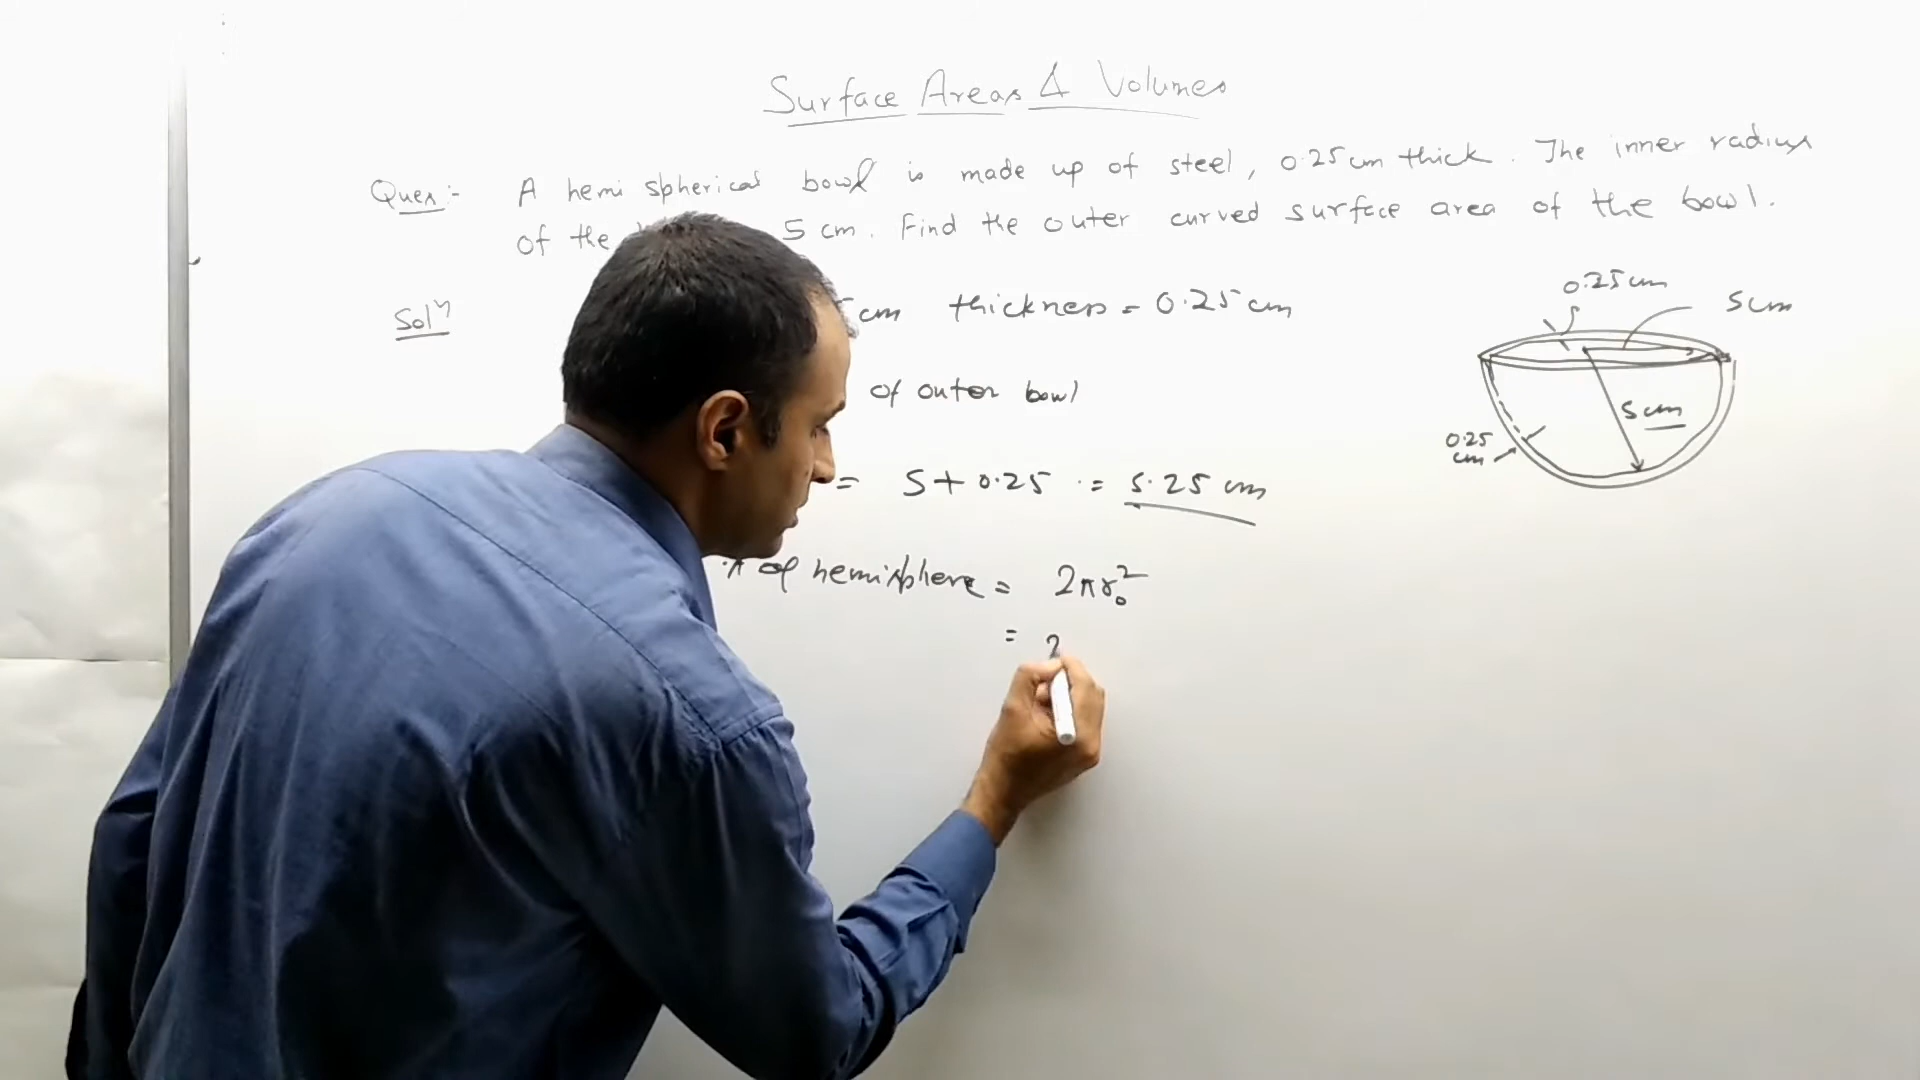 Surface Areas & Volumes
Ques:- A hemi spherical bowl is made up of steel, 0.25 cm thick. The inner radius
of the 5 cm. Find the outer curved surface area of the bowl.
Solⁿ cm thickness = 0.25 cm
of outer bowl
= 5 + 0.25 = 5.25 cm
of hemisphere = 2πr₀²
= 2
0.25 cm
5 cm
5 cm
0.25
cm